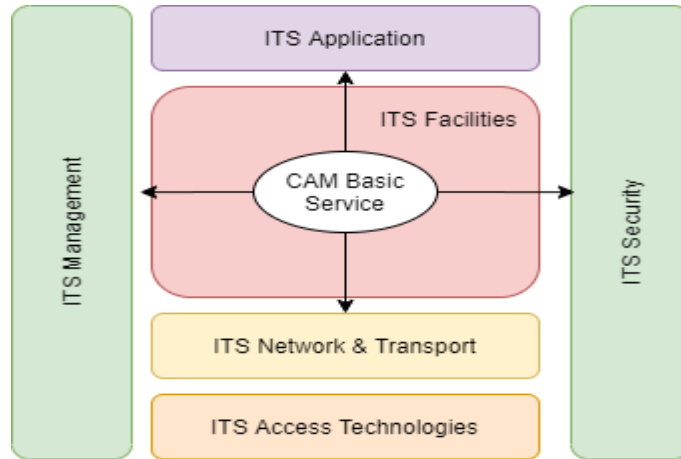 ITS Application
ITS Facilities
CAM Basic
Service
ITS Management
ITS Security
ITS Network & Transport
ITS Access Technologies